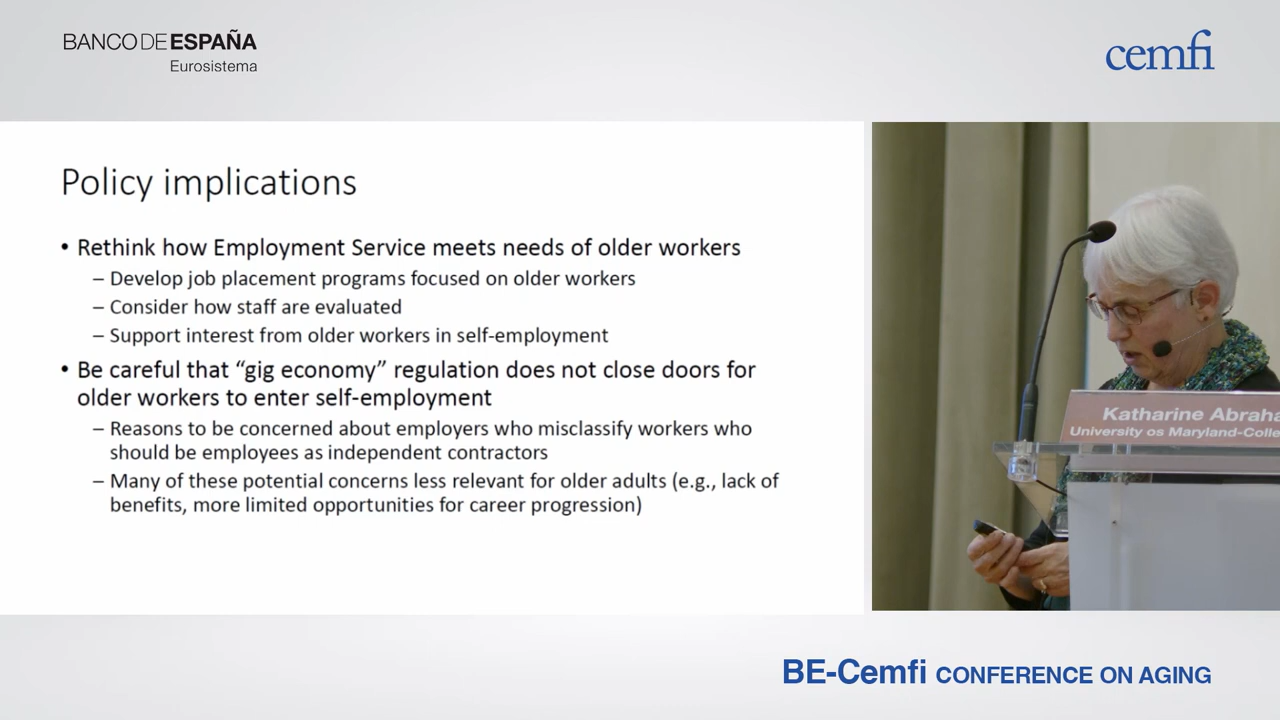 BANCO DE ESPAÑA
Eurosistema
cemfi
Policy implications
• Rethink how Employment Service meets needs of older workers
– Develop job placement programs focused on older workers
– Consider how staff are evaluated
– Support interest from older workers in self-employment
• Be careful that “gig economy” regulation does not close doors for
older workers to enter self-employment
– Reasons to be concerned about employers who misclassify workers who
should be employees as independent contractors
– Many of these potential concerns less relevant for older adults (e.g., lack of
benefits, more limited opportunities for career progression)
Katharine Abraha
University os Maryland-Colle
BE-Cemfi CONFERENCE ON AGING